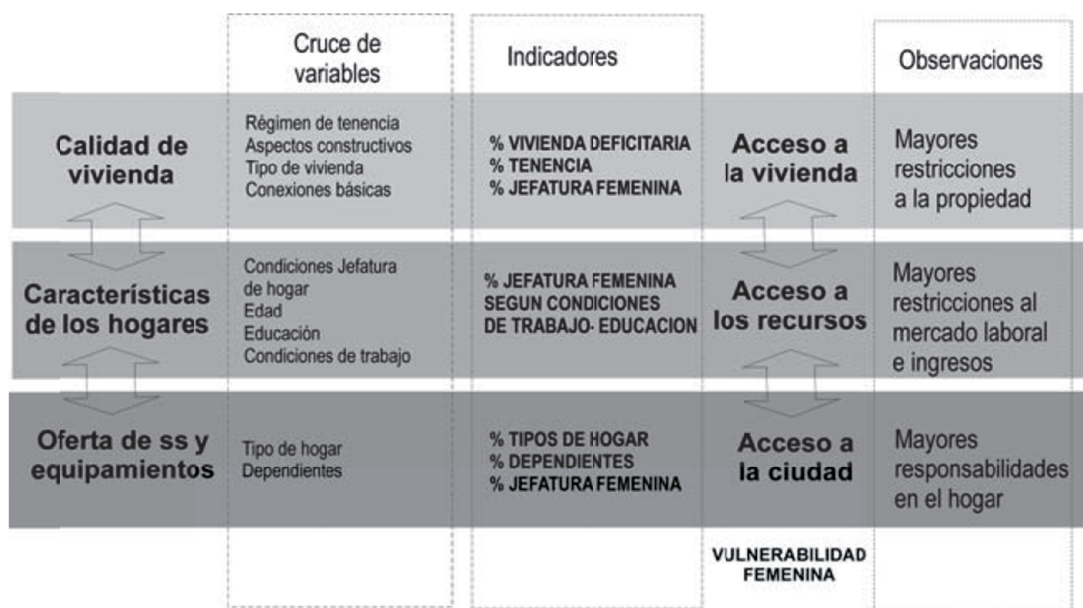 Cruce de
variables
Indicadores
Observaciones
Calidad de
vivienda
Régimen de tenencia
Aspectos constructivos
Tipo de vivienda
Conexiones básicas
% VIVIENDA DEFICITARIA
% TENENCIA
% JEFATURA FEMENINA
Acceso a
la vivienda
Mayores
restricciones
a la propiedad
Características
de los hogares
Condiciones Jefatura
de hogar
Edad
Educación
Condiciones de trabajo
% JEFATURA FEMENINA
SEGUN CONDICIONES
DE TRABAJO- EDUCACION
Acceso a
los recursos
Mayores
restricciones al
mercado laboral
e ingresos
Oferta de ss y
equipamientos
Tipo de hogar
Dependientes
% TIPOS DE HOGAR
% DEPENDIENTES
% JEFATURA FEMENINA
Acceso a
la ciudad
Mayores
responsabilidades
en el hogar
VULNERABILIDAD
FEMENINA